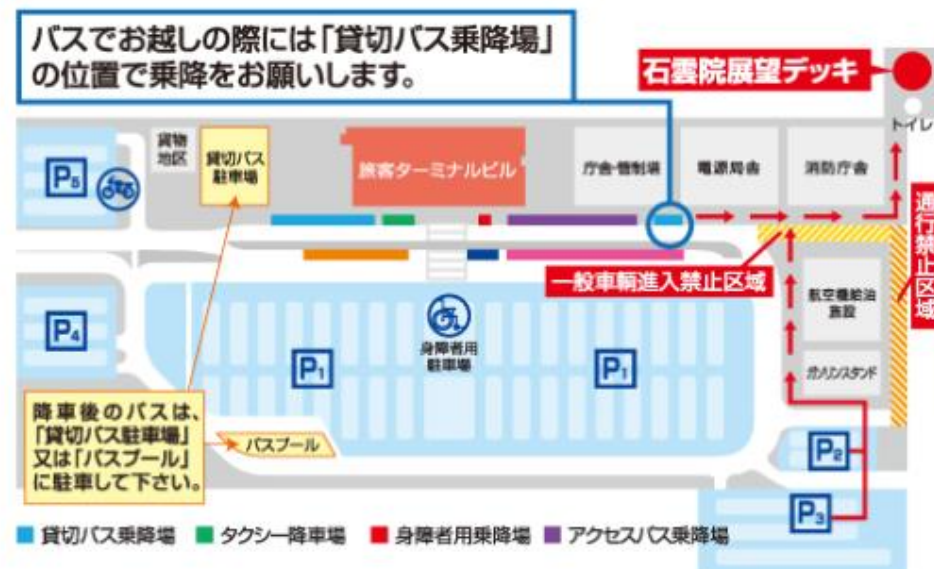 バスでお越しの際には「貸切バス乗降場」
の位置で乗降をお願いします。
石雲院展望デッキ
トイレ
P5
貨物
地区
貸切バス
駐車場
旅客ターミナルビル
庁舎・管制塔
電源局舎
消防庁舎
通行禁止区域
一般車輌進入禁止区域
航空機給油
施設
ガソリンスタンド
P4
P1
身障者用
駐車場
P1
降車後のバスは、
「貸切バス駐車場」
又は「バスプール」
に駐車して下さい。
バスプール
P2
P3
貸切バス乗降場
タクシー降車場
身障者用乗降場
アクセスバス乗降場